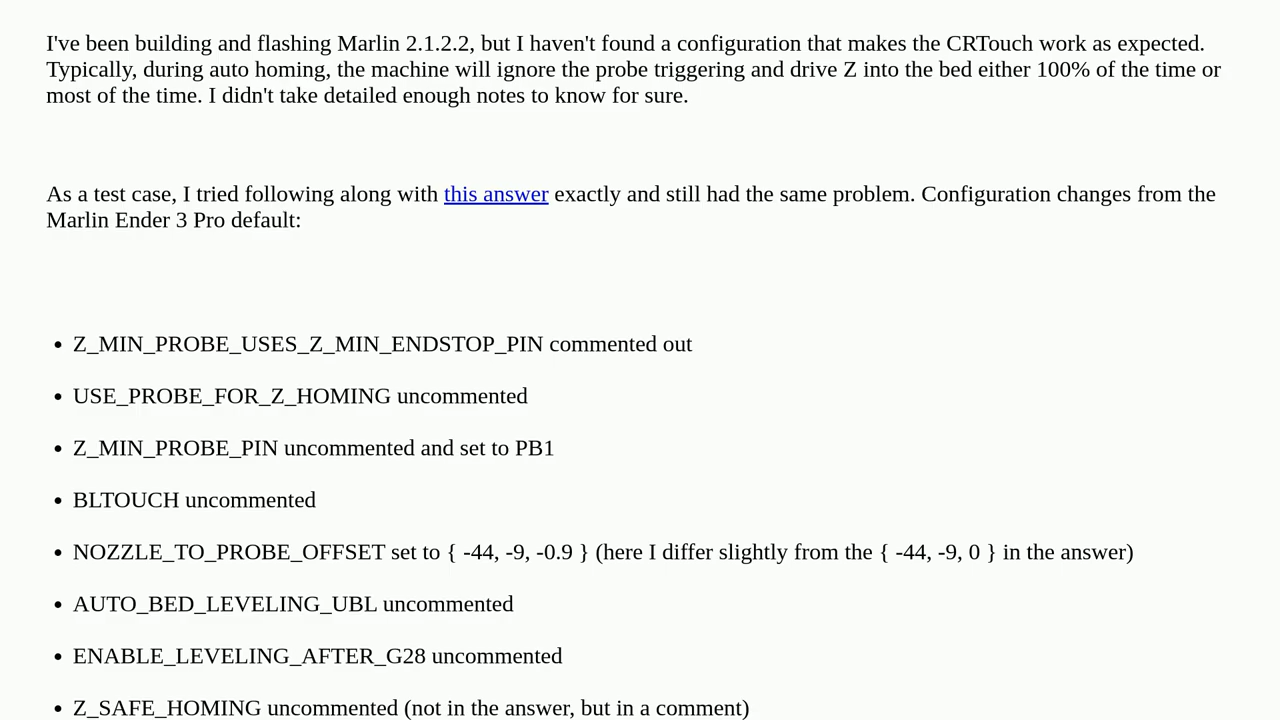 I've been building and flashing Marlin 2.1.2.2, but I haven't found a configuration that makes the CRTouch work as expected.
Typically, during auto homing, the machine will ignore the probe triggering and drive Z into the bed either 100% of the time or
most of the time. I didn't take detailed enough notes to know for sure.
As a test case, I tried following along with this answer exactly and still had the same problem. Configuration changes from the
Marlin Ender 3 Pro default:
• Z_MIN_PROBE_USES_Z_MIN_ENDSTOP_PIN commented out
• USE_PROBE_FOR_Z_HOMING uncommented
• Z_MIN_PROBE_PIN uncommented and set to PB1
• BLTOUCH uncommented
• NOZZLE_TO_PROBE_OFFSET set to { -44, -9, -0.9 } (here I differ slightly from the { -44, -9, 0 } in the answer)
• AUTO_BED_LEVELING_UBL uncommented
• ENABLE_LEVELING_AFTER_G28 uncommented
• Z_SAFE_HOMING uncommented (not in the answer, but in a comment)